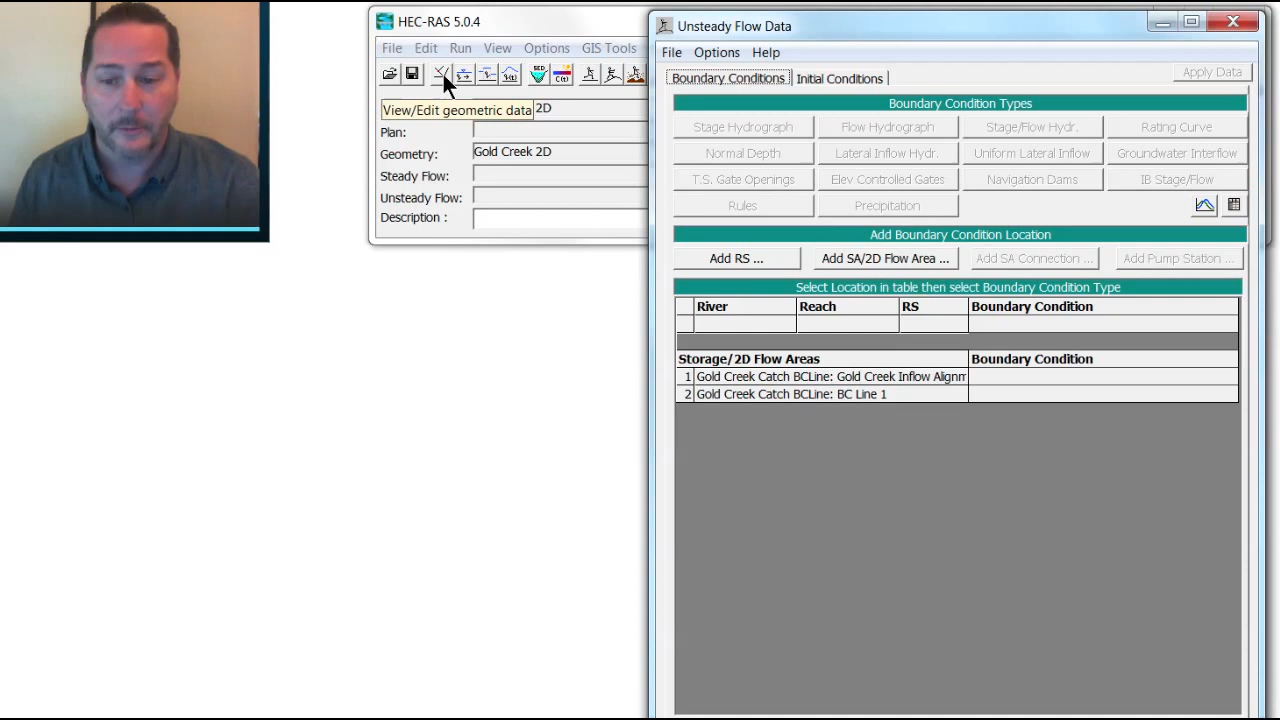 HEC-RAS 5.0.4
File Edit Run View Options GIS Tools
View/Edit geometric data
2D
Plan:
Geometry: Gold Creek 2D
Steady Flow:
Unsteady Flow:
Description :
Unsteady Flow Data
File Options Help
Boundary Conditions Initial Conditions Apply Data
Boundary Condition Types
Stage Hydrograph Flow Hydrograph Stage/Flow Hydr. Rating Curve
Normal Depth Lateral Inflow Hydr. Uniform Lateral Inflow Groundwater Interflow
T.S. Gate Openings Elev Controlled Gates Navigation Dams IB Stage/Flow
Rules Precipitation
Add Boundary Condition Location
Add RS ... Add SA/2D Flow Area ... Add SA Connection ... Add Pump Station ...
Select Location in table then select Boundary Condition Type
River Reach RS Boundary Condition
Storage/2D Flow Areas Boundary Condition
1 Gold Creek Catch BCLine: Gold Creek Inflow Alignm
2 Gold Creek Catch BCLine: BC Line 1